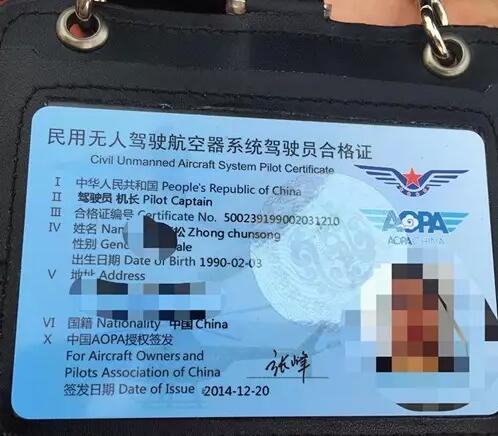 民用无人驾驶航空器系统驾驶员合格证
Civil Unmanned Aircraft System Pilot Certificate
I 中华人民共和国 People's Republic of China
II 驾驶员 机长 Pilot Captain
III 合格证编号 Certificate No. 500239199002031210
IV 姓名 Nam 松 Zhong chunsong
性别 Gend ale
出生日期 Date of Birth 1990-02-03
V 地址 Address
VI 国籍 Nationality 中国 China
X 中国AOPA授权签发
For Aircraft Owners and
Pilots Association of China
张峰
签发日期 Date of Issue 2014-12-20
AOPA
AOPA CHINA